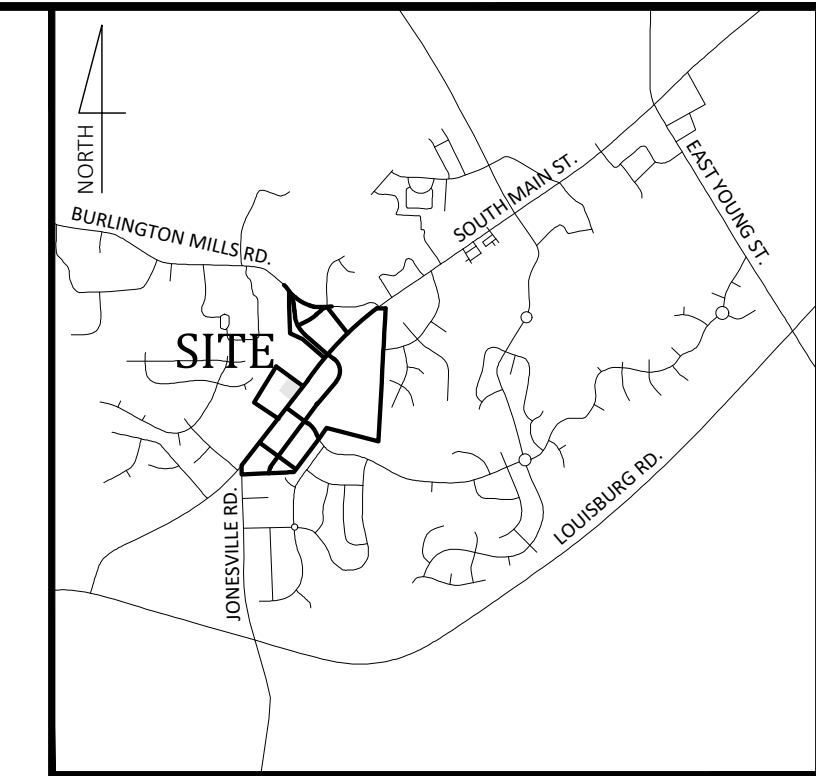 NORTH
BURLINGTON MILLS RD.
SOUTH MAIN ST.
EAST YOUNG ST.
SITE
LOUISBURG RD.
JONESVILLE RD.